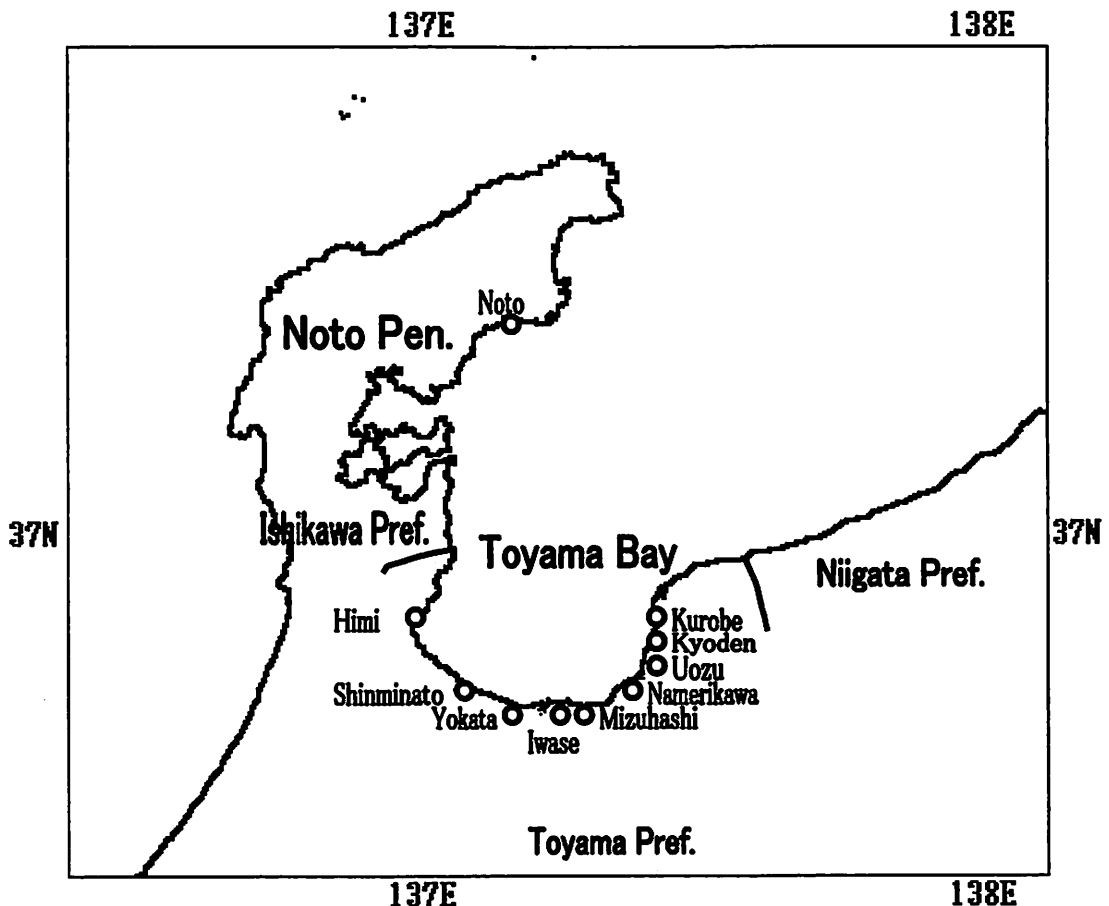 137E
138E
Noto
Noto Pen.
37N
Ishikawa Pref.
Toyama Bay
37N
Niigata Pref.
Himi
Kurobe
Kyoden
Uozu
Shinminato
Namerikawa
Yokata
Mizuhashi
Iwase
Toyama Pref.
137E
138E